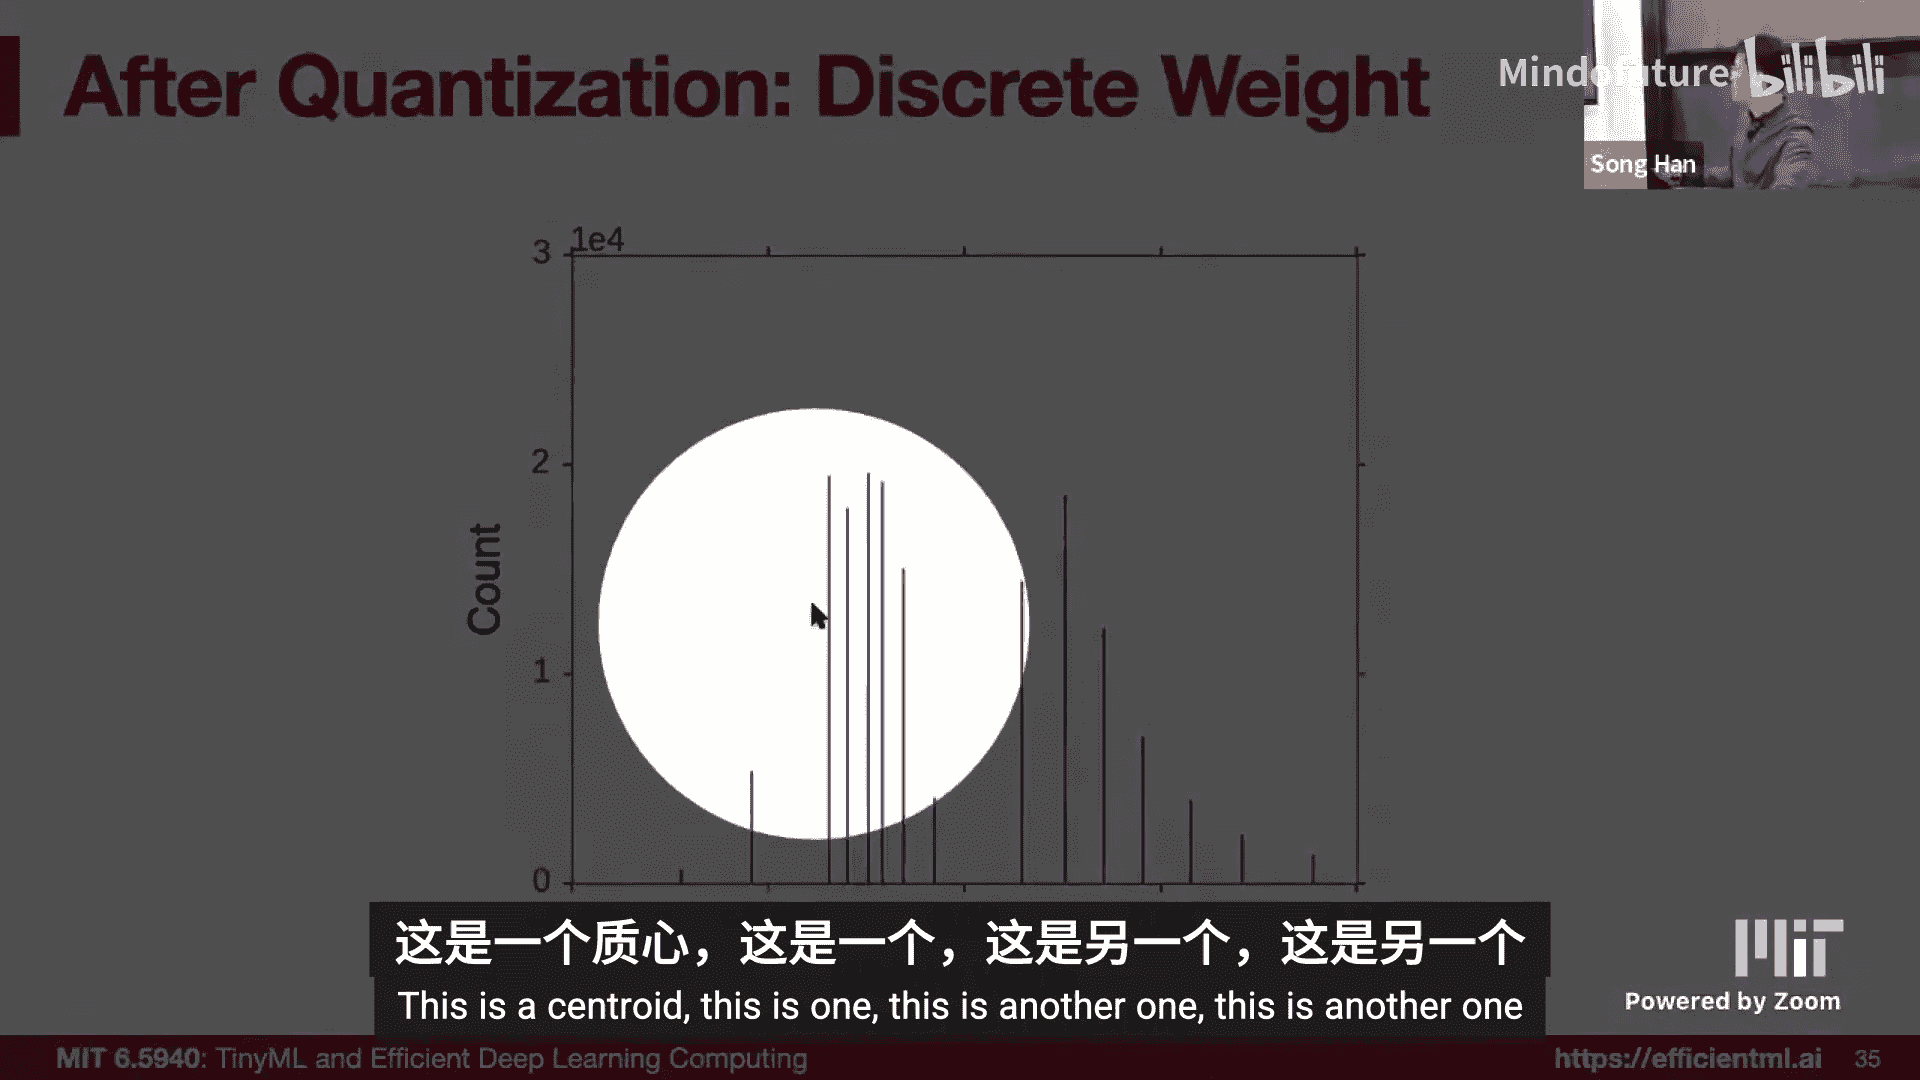 After Quantization: Discrete Weight
Mindofuture
bilibili
Song Han
1e4
3
2
1
0
Count
这是一个质心，这是一个，这是另一个，这是另一个
This is a centroid, this is one, this is another one, this is another one
MIT
Powered by Zoom
MIT 6.5940: TinyML and Efficient Deep Learning Computing
https://efficientml.ai
35